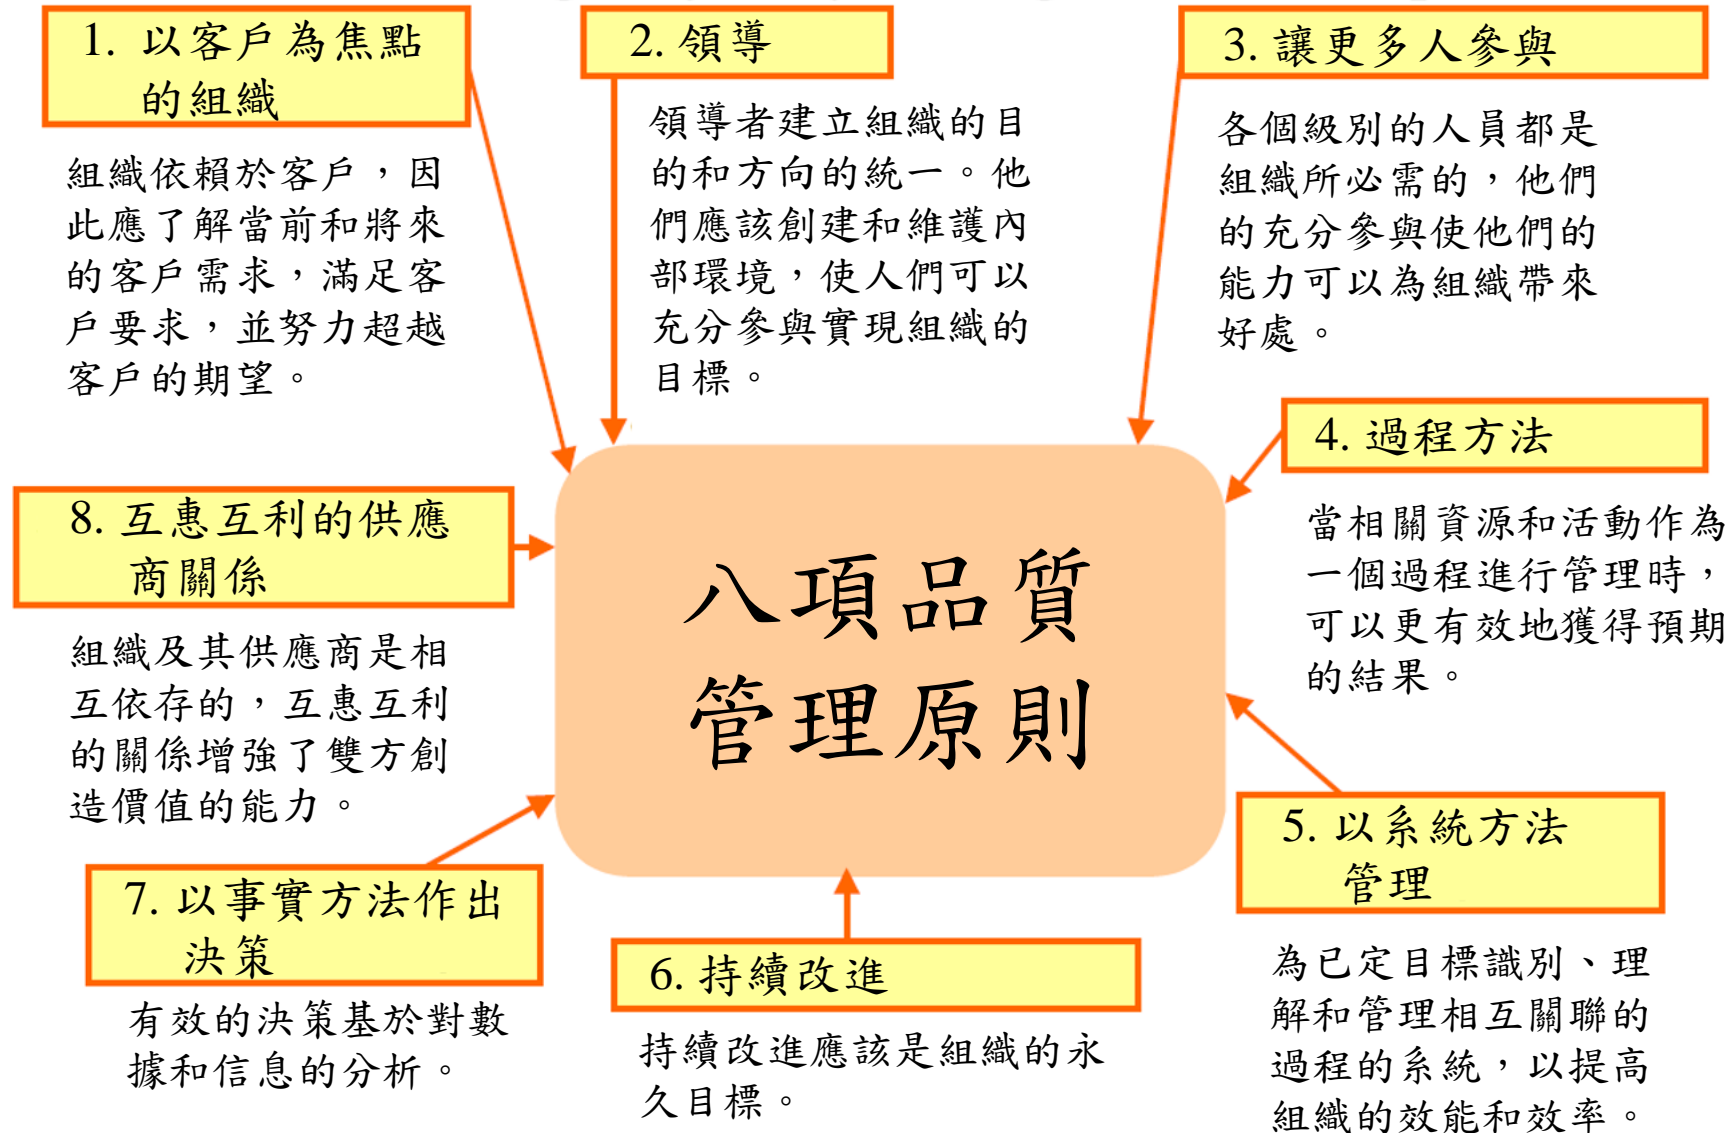 1. 以客戶為焦點
的組織
組織依賴於客戶，因
此應了解當前和將來
的客戶需求，滿足客
戶要求，並努力超越
客戶的期望。
2. 領導
領導者建立組織的目
的和方向的統一。他
們應該創建和維護內
部環境，使人們可以
充分參與實現組織的
目標。
3. 讓更多人參與
各個級別的人員都是
組織所必需的，他們
的充分參與使他們的
能力可以為組織帶來
好處。
4. 過程方法
當相關資源和活動作為
一個過程進行管理時，
可以更有效地獲得預期
的結果。
八項品質
管理原則
5. 以系統方法
管理
為已定目標識別、理
解和管理相互關聯的
過程的系統，以提高
組織的效能和效率。
6. 持續改進
持續改進應該是組織的永
久目標。
7. 以事實方法作出
決策
有效的決策基於對數
據和信息的分析。
8. 互惠互利的供應
商關係
組織及其供應商是相
互依存的，互惠互利
的關係增強了雙方創
造價值的能力。